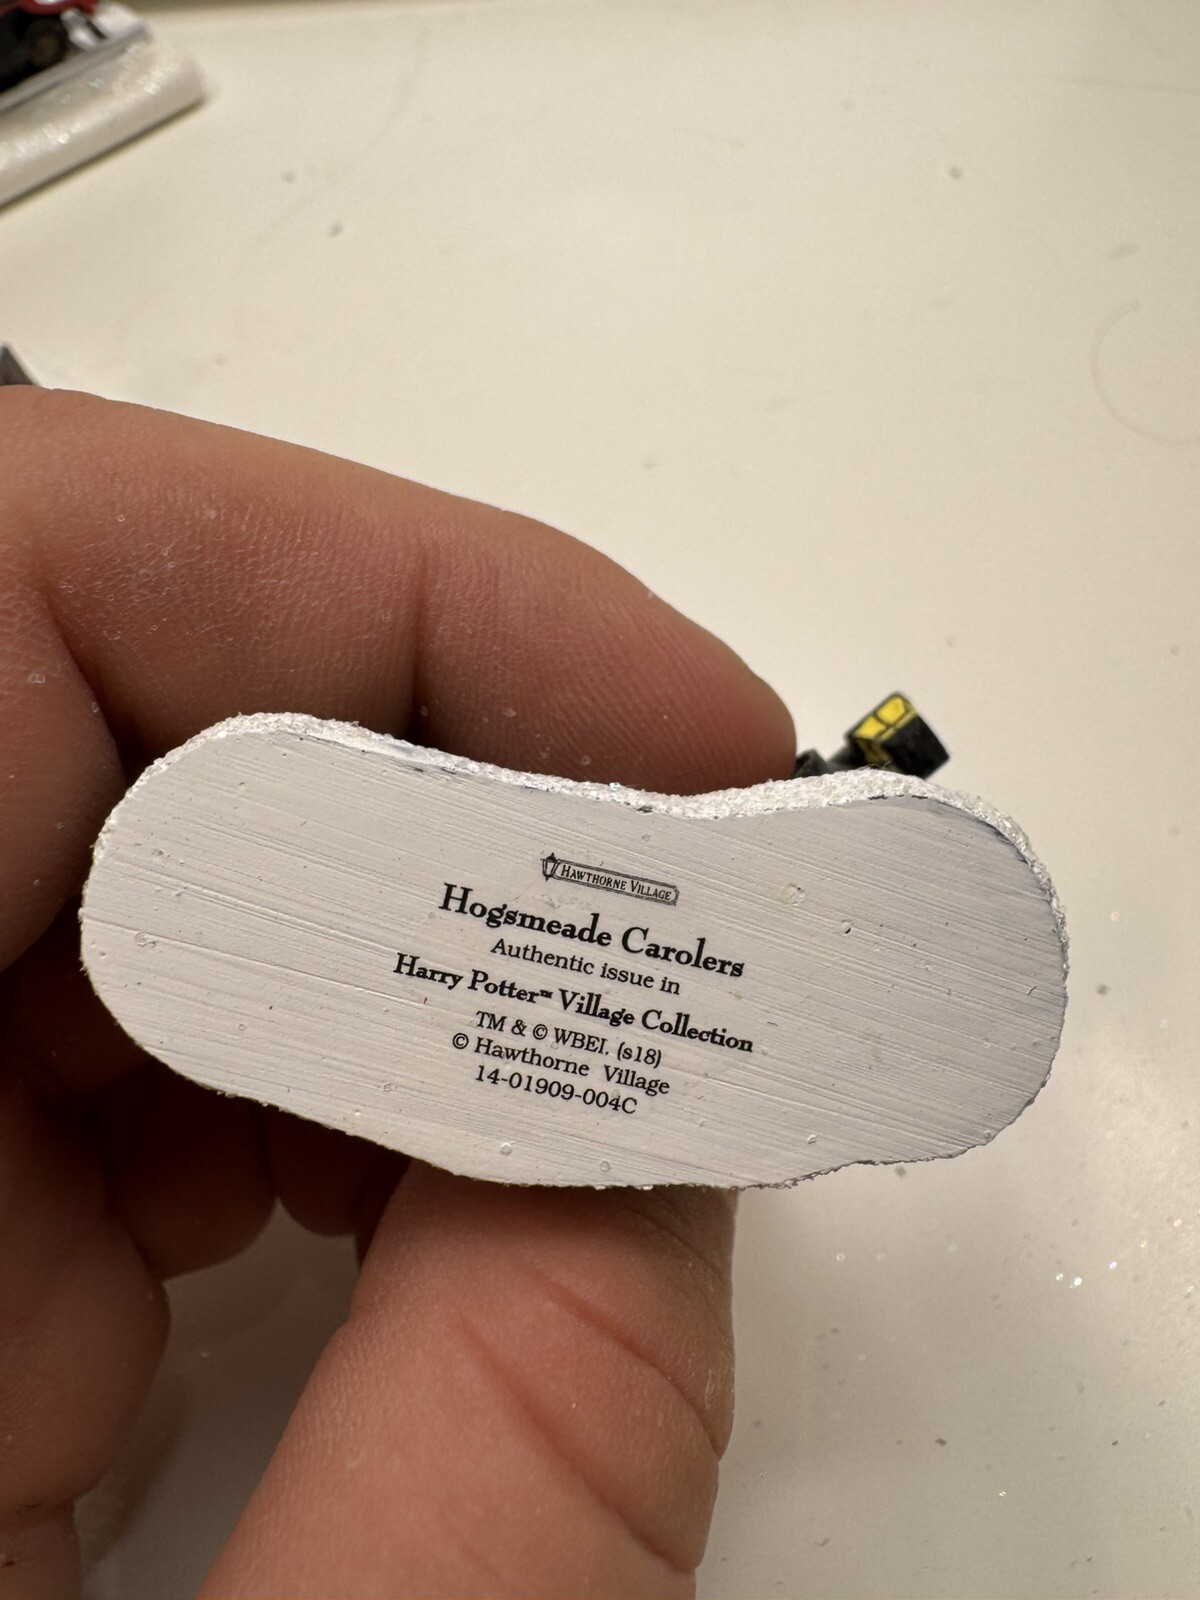 HAWTHORNE VILLAGE
Hogsmeade Carolers
Authentic issue in
Harry Potter™ Village Collection
TM & © WBEI. (s18)
© Hawthorne Village
14-01909-004C